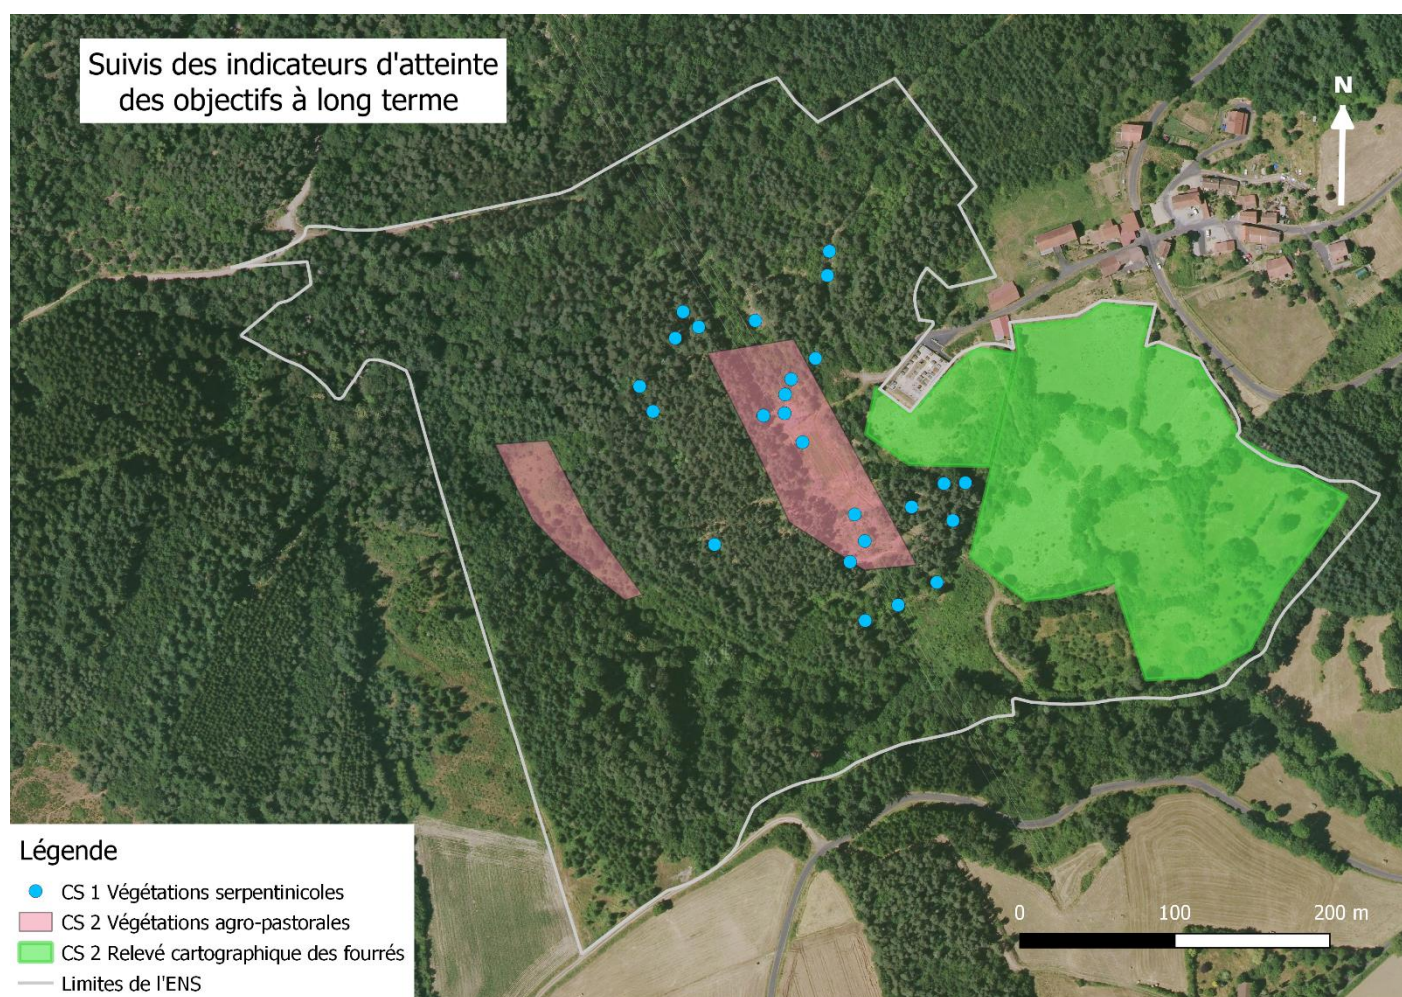 Suivis des indicateurs d'atteinte
des objectifs à long terme
N
Légende
CS 1 Végétations serpentinicoles
CS 2 Végétations agro-pastorales
CS 2 Relevé cartographique des fourrés
Limites de l'ENS
0 100 200 m